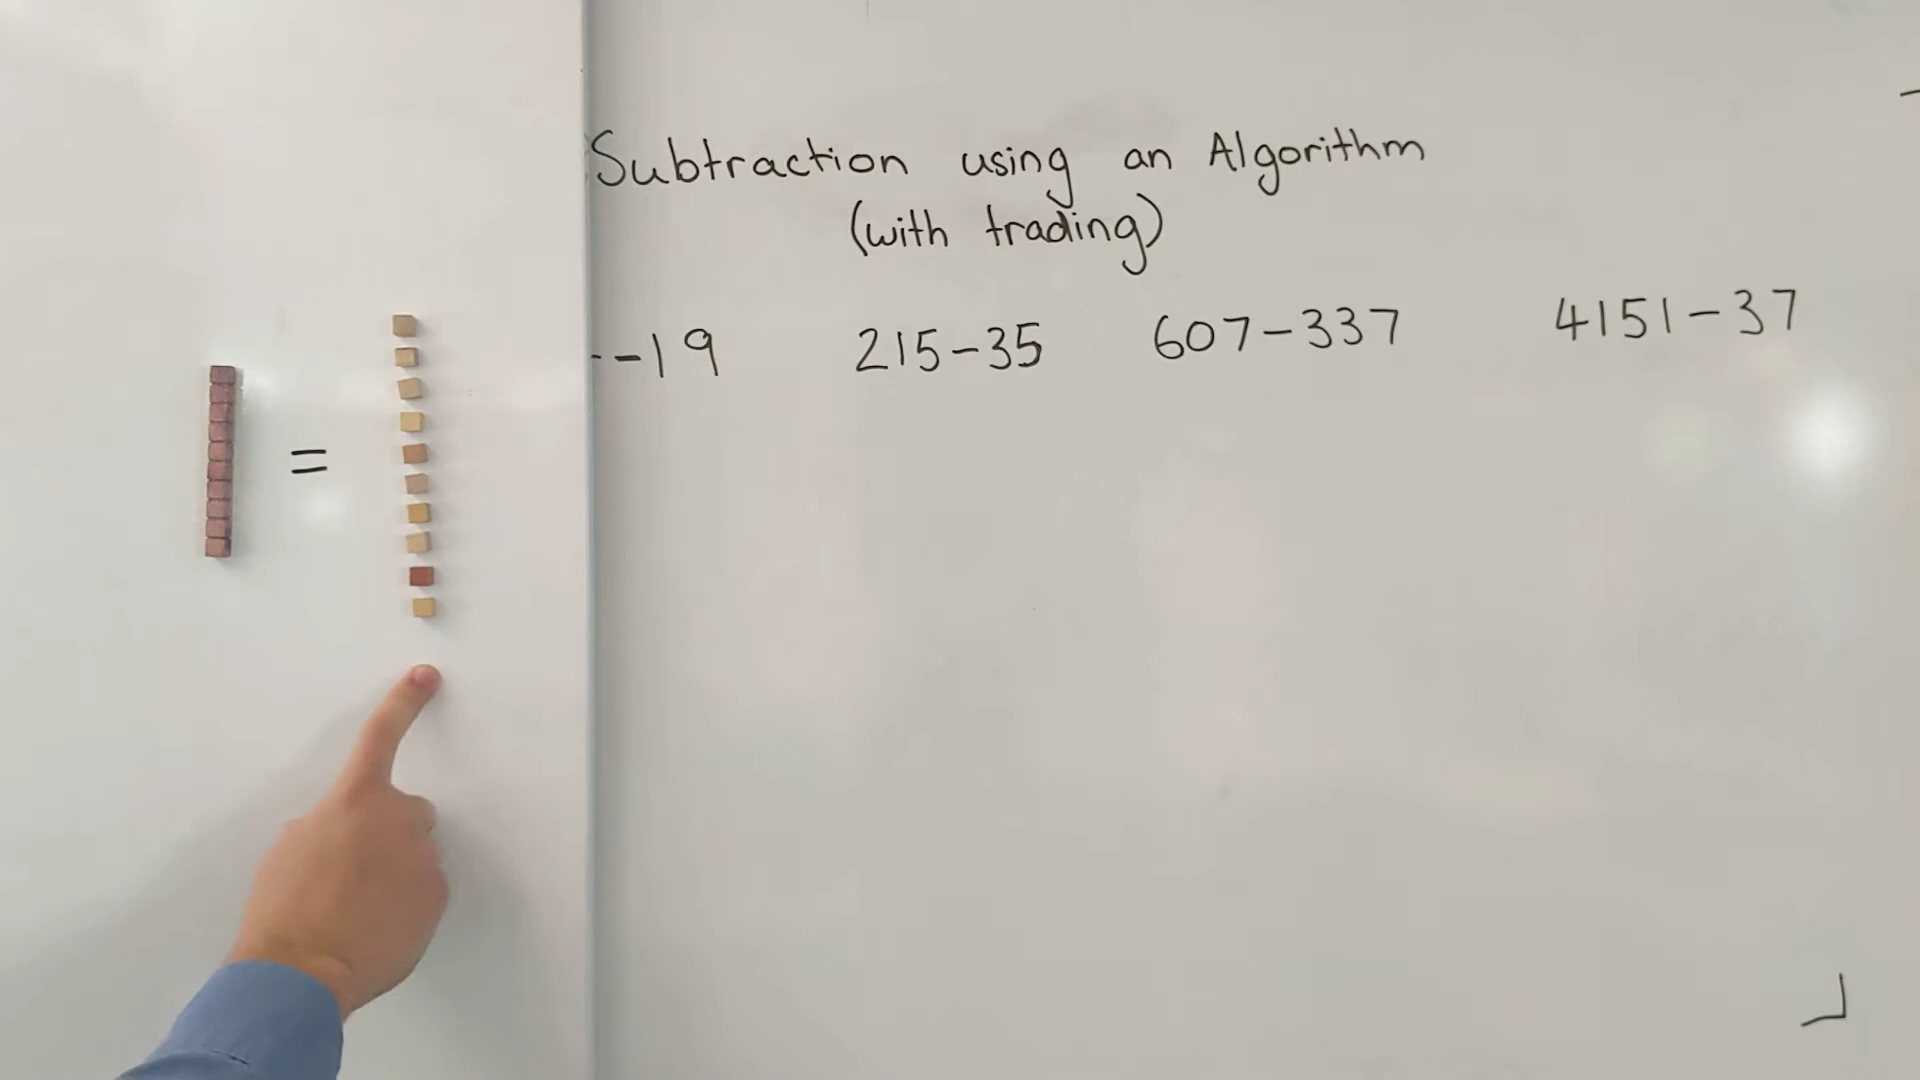 Subtraction using an Algorithm
(with trading)
-19 215-35 607-337 4151-37
=